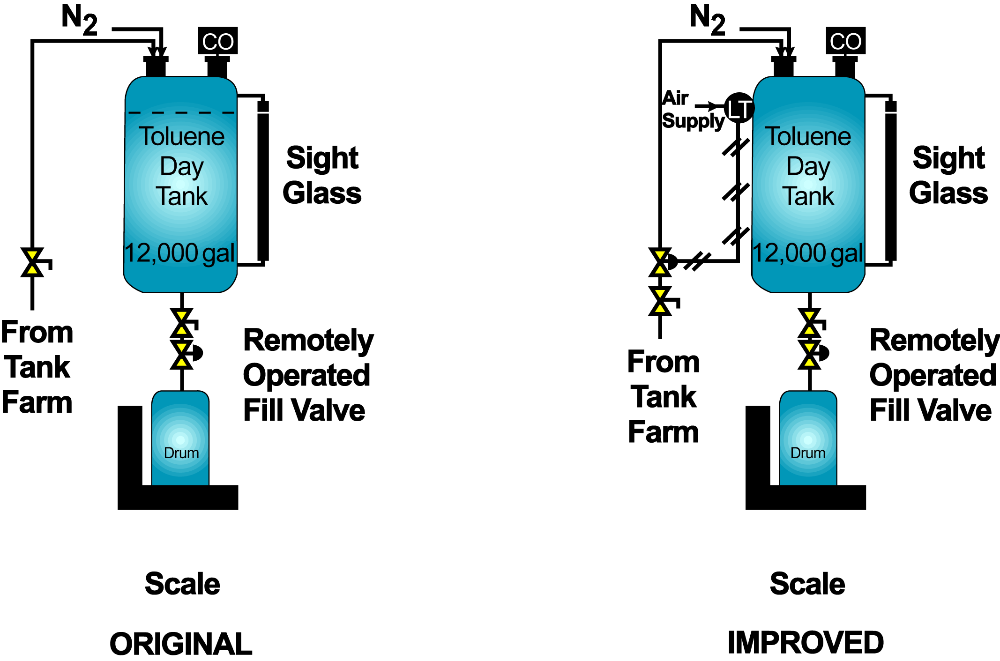 N2
CO
Toluene
Day
Tank
12,000 gal
Sight
Glass
From
Tank
Farm
Remotely
Operated
Fill Valve
Drum
Scale
ORIGINAL
N2
CO
Air
Supply
LT
Toluene
Day
Tank
12,000 gal
Sight
Glass
From
Tank
Farm
Remotely
Operated
Fill Valve
Drum
Scale
IMPROVED